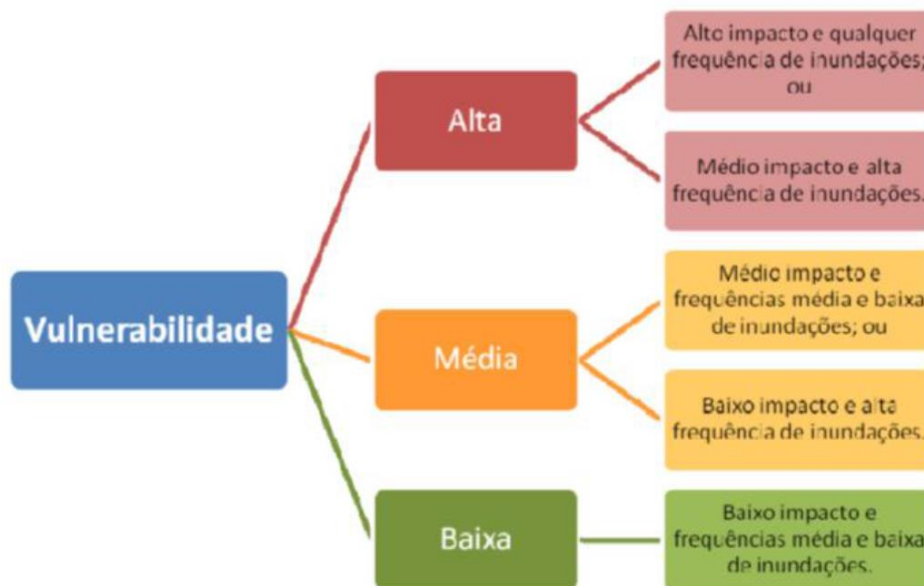 Vulnerabilidade
Alta
Alto impacto e qualquer
frequência de inundações;
ou
Médio impacto e alta
frequência de inundações.
Média
Médio impacto e
frequências média e baixa
de inundações; ou
Baixo impacto e alta
frequência de inundações.
Baixa
Baixo impacto e
frequências média e baixa
de inundações.